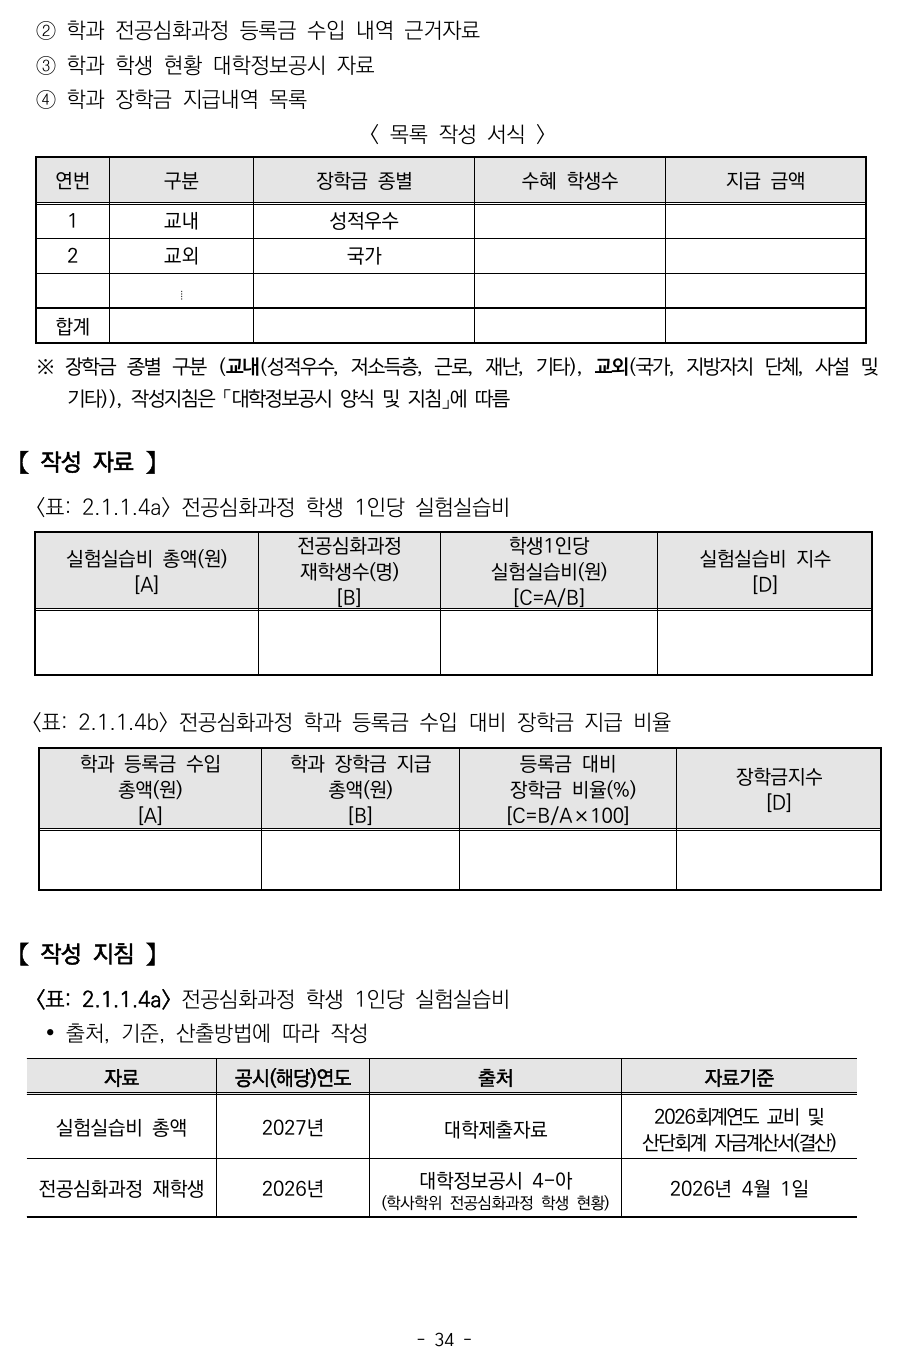 ② 학과 전공심화과정 등록금 수입 내역 근거자료
③ 학과 학생 현황 대학정보공시 자료
④ 학과 장학금 지급내역 목록
〈 목록 작성 서식 〉
연번 구분 장학금 종별 수혜 학생수 지급 금액
1 교내 성적우수
2 교외 국가
⁞
합계
※ 장학금 종별 구분 (교내(성적우수, 저소득층, 근로, 재난, 기타), 교외(국가, 지방자치 단체, 사설 및
기타)), 작성지침은 「대학정보공시 양식 및 지침」에 따름
【 작성 자료 】
〈표: 2.1.1.4a〉 전공심화과정 학생 1인당 실험실습비
실험실습비 총액(원)
[A]
전공심화과정
재학생수(명)
[B]
학생1인당
실험실습비(원)
[C=A/B]
실험실습비 지수
[D]
〈표: 2.1.1.4b〉 전공심화과정 학과 등록금 수입 대비 장학금 지급 비율
학과 등록금 수입
총액(원)
[A]
학과 장학금 지급
총액(원)
[B]
등록금 대비
장학금 비율(%)
[C=B/A×100]
장학금지수
[D]
【 작성 지침 】
〈표: 2.1.1.4a〉 전공심화과정 학생 1인당 실험실습비
• 출처, 기준, 산출방법에 따라 작성
자료 공시(해당)연도 출처 자료기준
실험실습비 총액 2027년 대학제출자료
2026회계연도 교비 및
산단회계 자금계산서(결산)
전공심화과정 재학생 2026년
대학정보공시 4-아
(학사학위 전공심화과정 학생 현황)
2026년 4월 1일
- 34 -